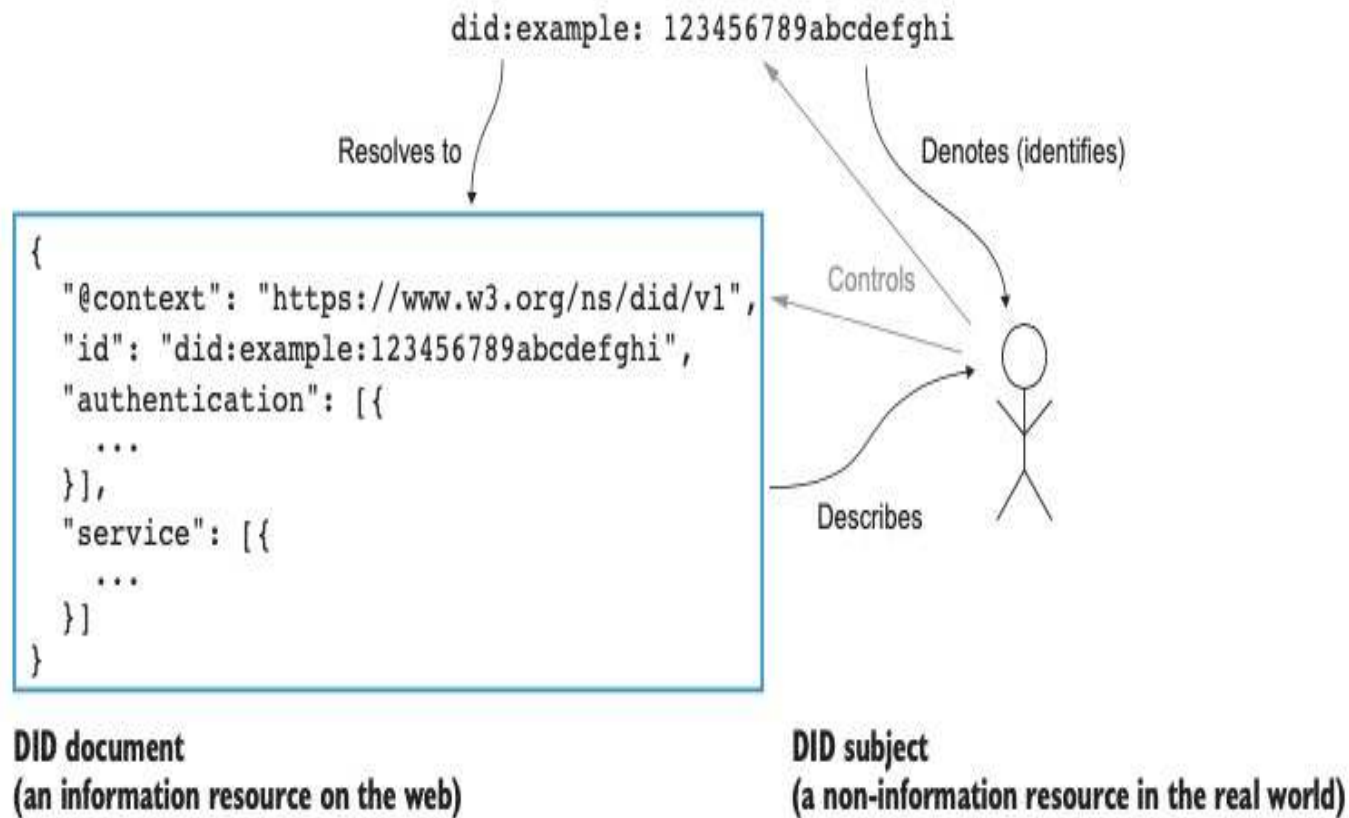 did:example: 123456789abcdefghi
Resolves to
Denotes (identifies)
Controls
{
"@context": "https://www.w3.org/ns/did/v1",
"id": "did:example:123456789abcdefghi",
"authentication": [{
...
}],
"service": [{
...
}]
}
Describes
DID document
(an information resource on the web)
DID subject
(a non-information resource in the real world)